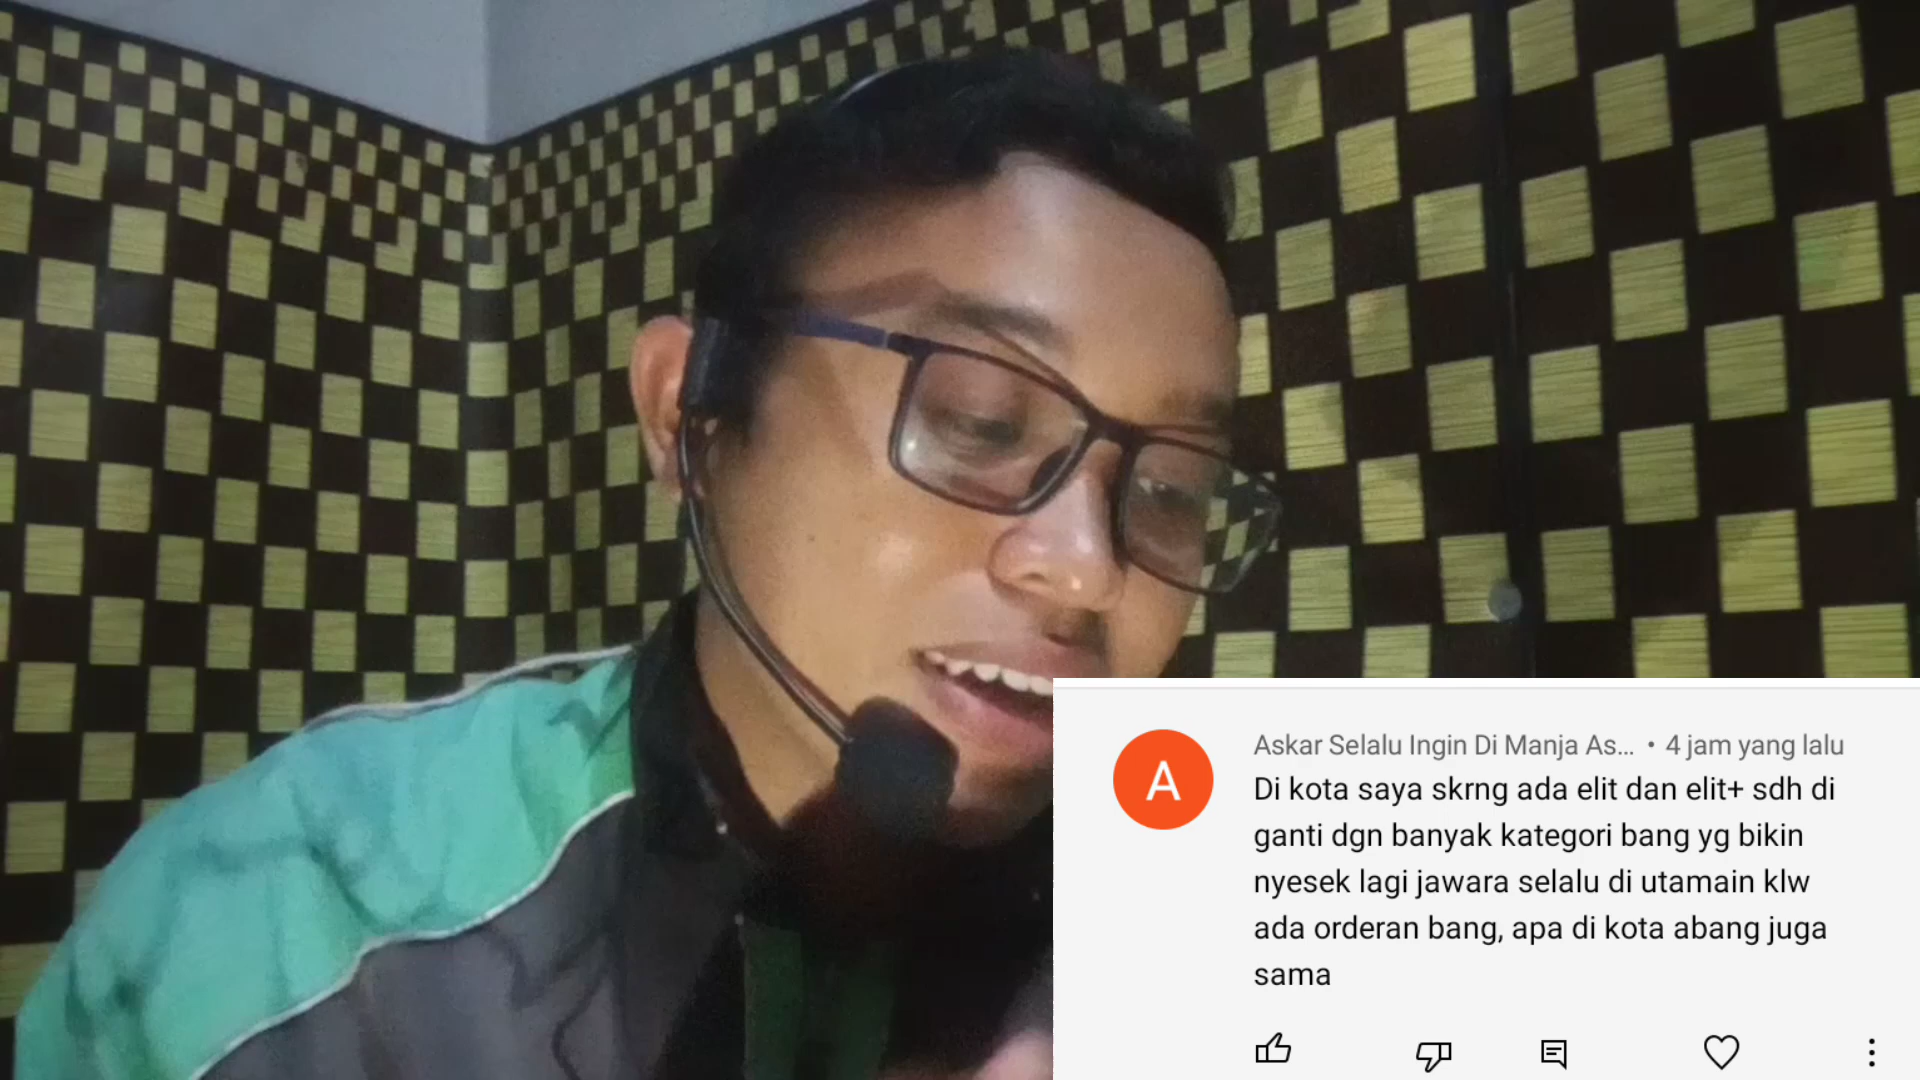 A
Askar Selalu Ingin Di Manja As... • 4 jam yang lalu
Di kota saya skrng ada elit dan elit+ sdh di
ganti dgn banyak kategori bang yg bikin
nyesek lagi jawara selalu di utamain klw
ada orderan bang, apa di kota abang juga
sama